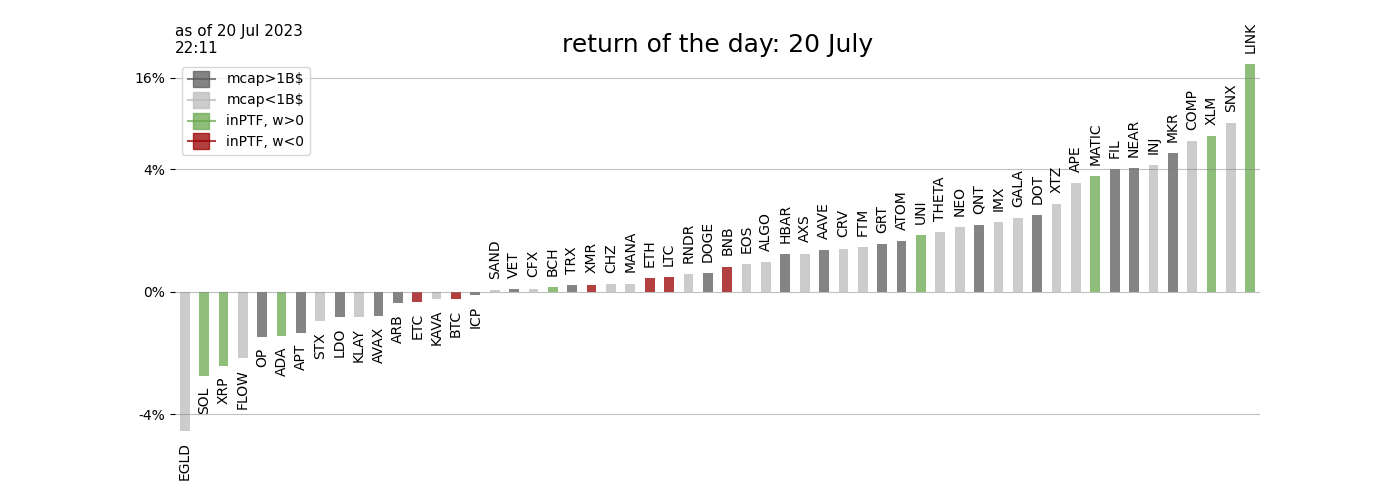 as of 20 Jul 2023
22:11
return of the day: 20 July
mcap>1B$
mcap<1B$
inPTF, w>0
inPTF, w<0
16%
4%
0%
-4%
EGLD
SOL
XRP
FLOW
OP
ADA
APT
STX
LDO
KLAY
AVAX
ARB
ETC
KAVA
BTC
ICP
SAND
VET
CFX
BCH
TRX
XMR
CHZ
MANA
ETH
LTC
RNDR
DOGE
BNB
EOS
ALGO
HBAR
AXS
AAVE
CRV
FTM
GRT
ATOM
UNI
THETA
NEO
QNT
IMX
GALA
DOT
XTZ
APE
MATIC
FIL
NEAR
INJ
MKR
COMP
XLM
SNX
LINK